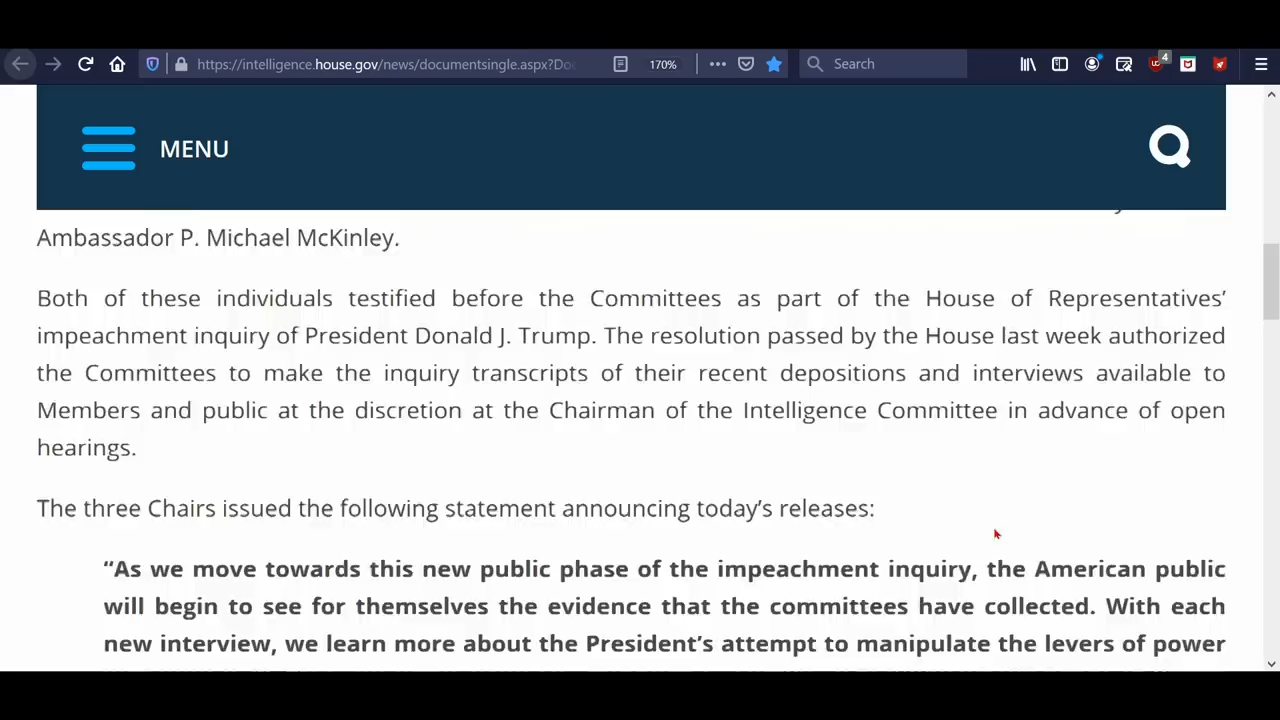 https://intelligence.house.gov/news/documentsingle.aspx?Do
170%
Search
4
MENU
Ambassador P. Michael McKinley.
Both of these individuals testified before the Committees as part of the House of Representatives’
impeachment inquiry of President Donald J. Trump. The resolution passed by the House last week authorized
the Committees to make the inquiry transcripts of their recent depositions and interviews available to
Members and public at the discretion at the Chairman of the Intelligence Committee in advance of open
hearings.
The three Chairs issued the following statement announcing today’s releases:
“As we move towards this new public phase of the impeachment inquiry, the American public
will begin to see for themselves the evidence that the committees have collected. With each
new interview, we learn more about the President’s attempt to manipulate the levers of power